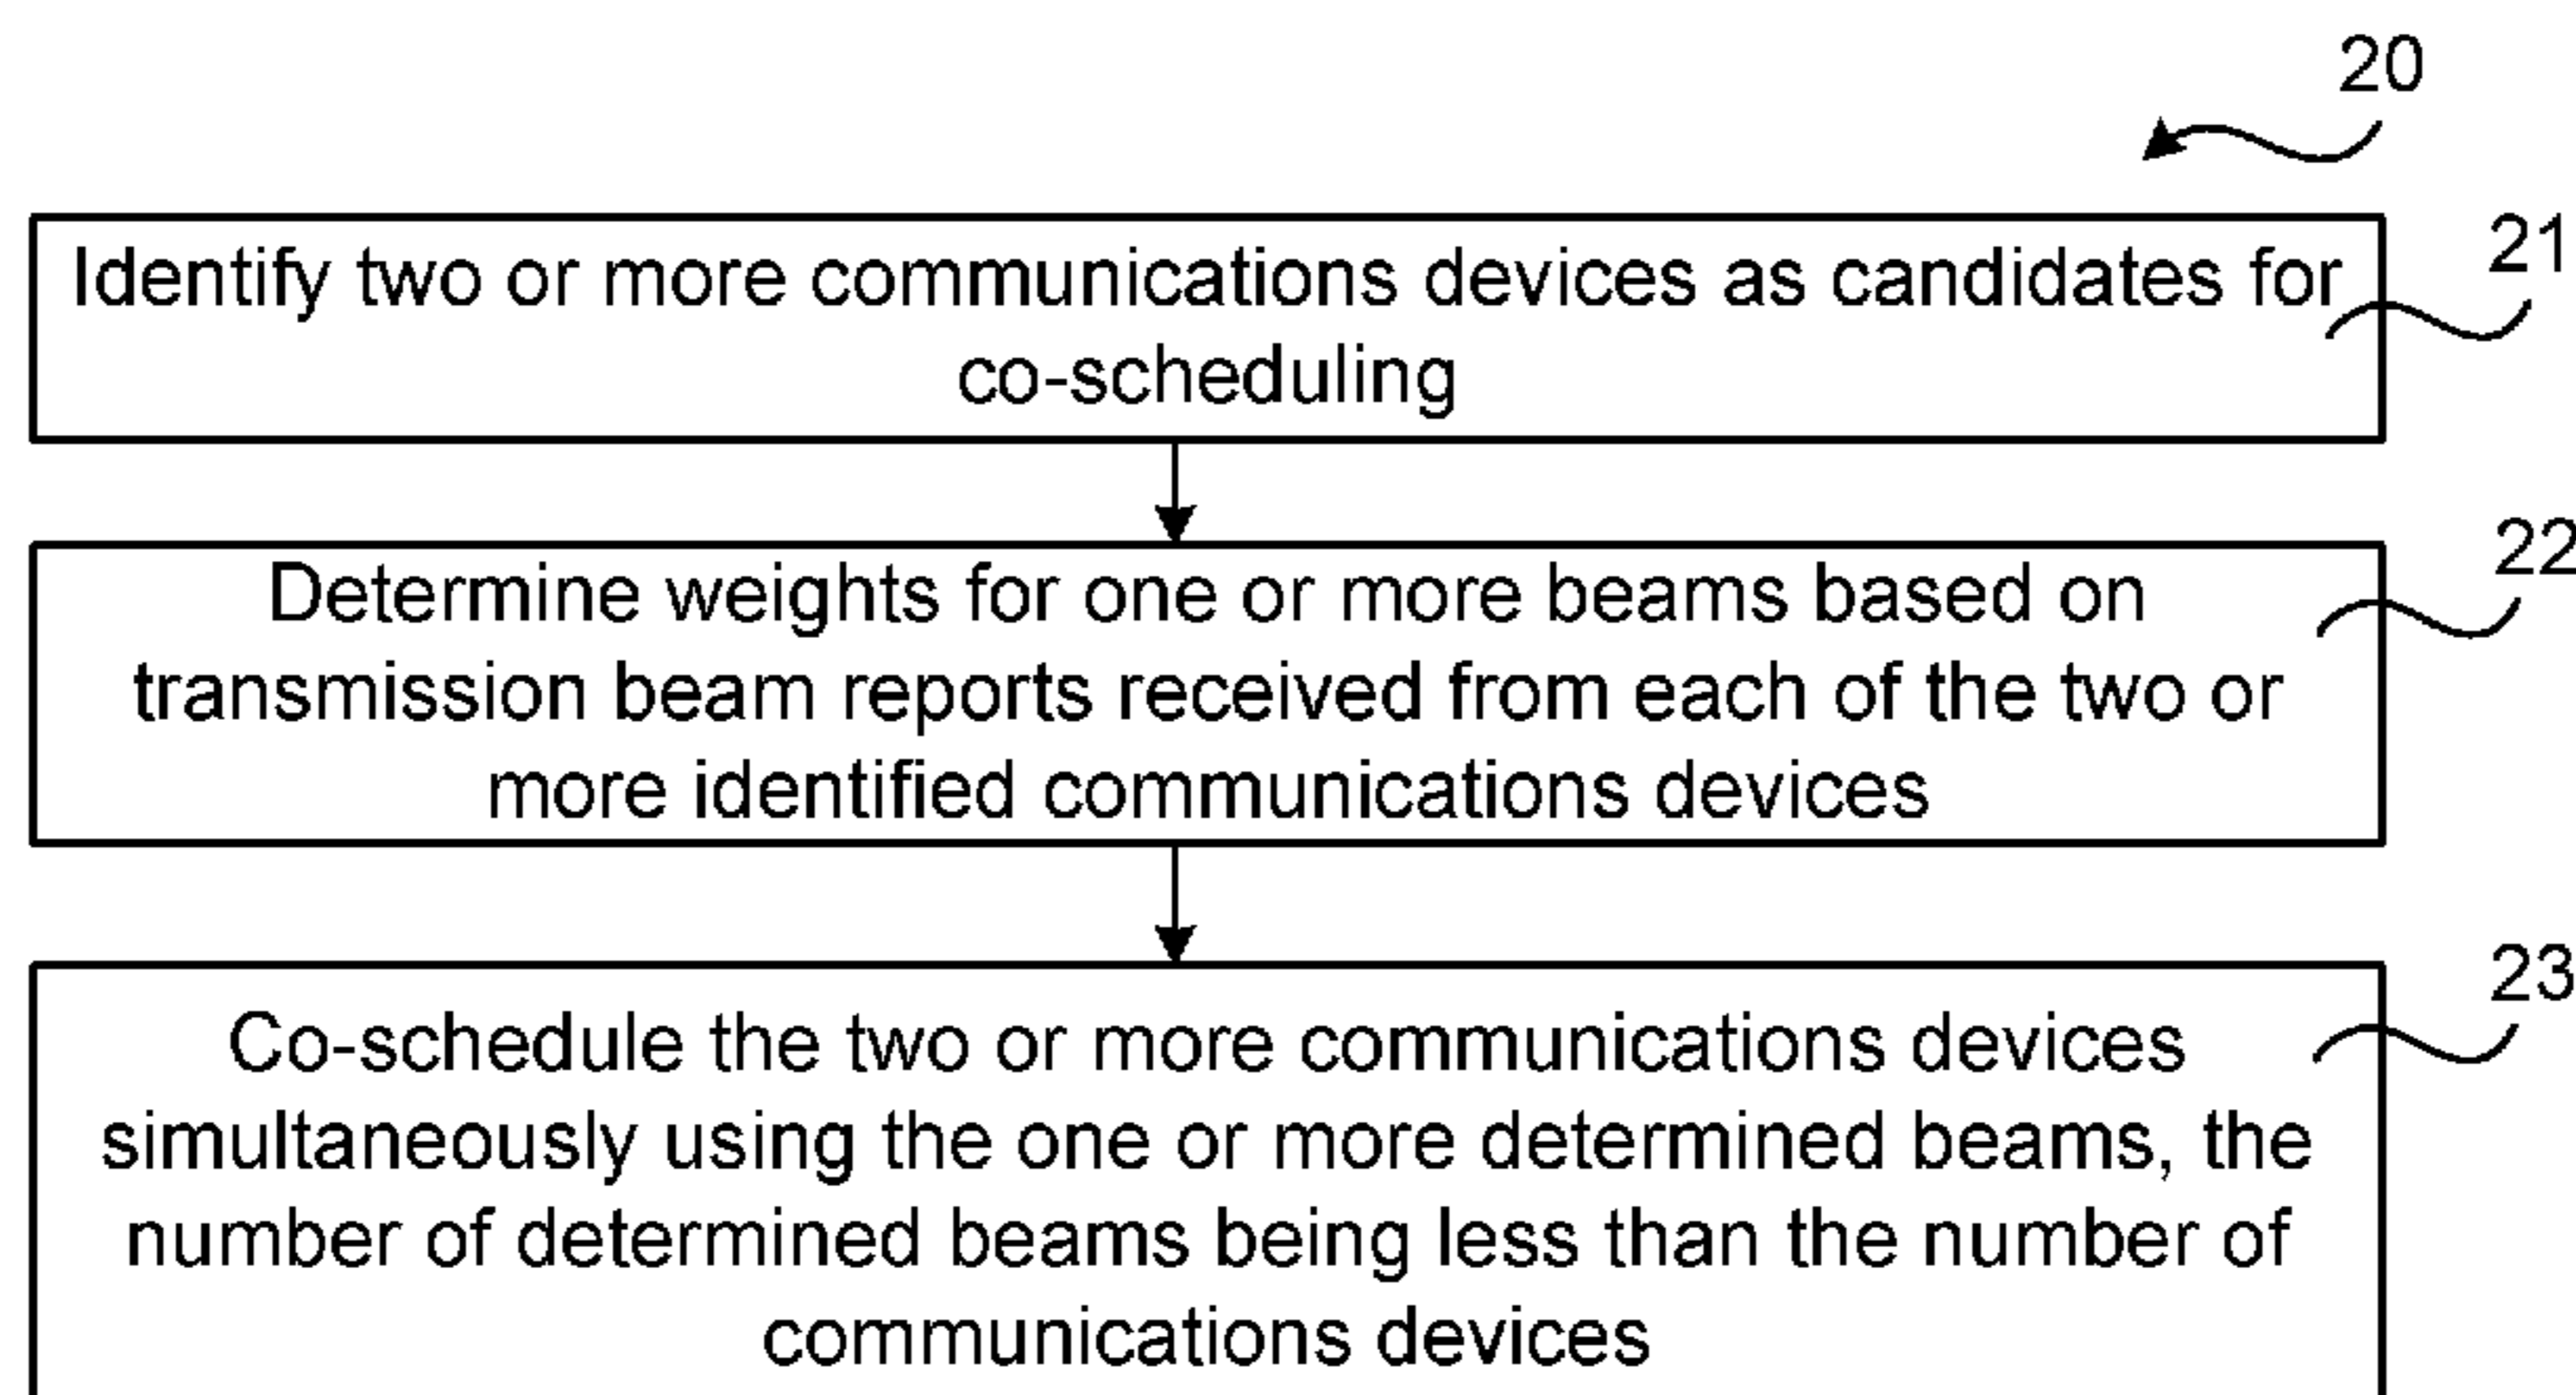 20
Identify two or more communications devices as candidates for
co-scheduling
21
Determine weights for one or more beams based on
transmission beam reports received from each of the two or
more identified communications devices
22
Co-schedule the two or more communications devices
simultaneously using the one or more determined beams, the
number of determined beams being less than the number of
communications devices
23